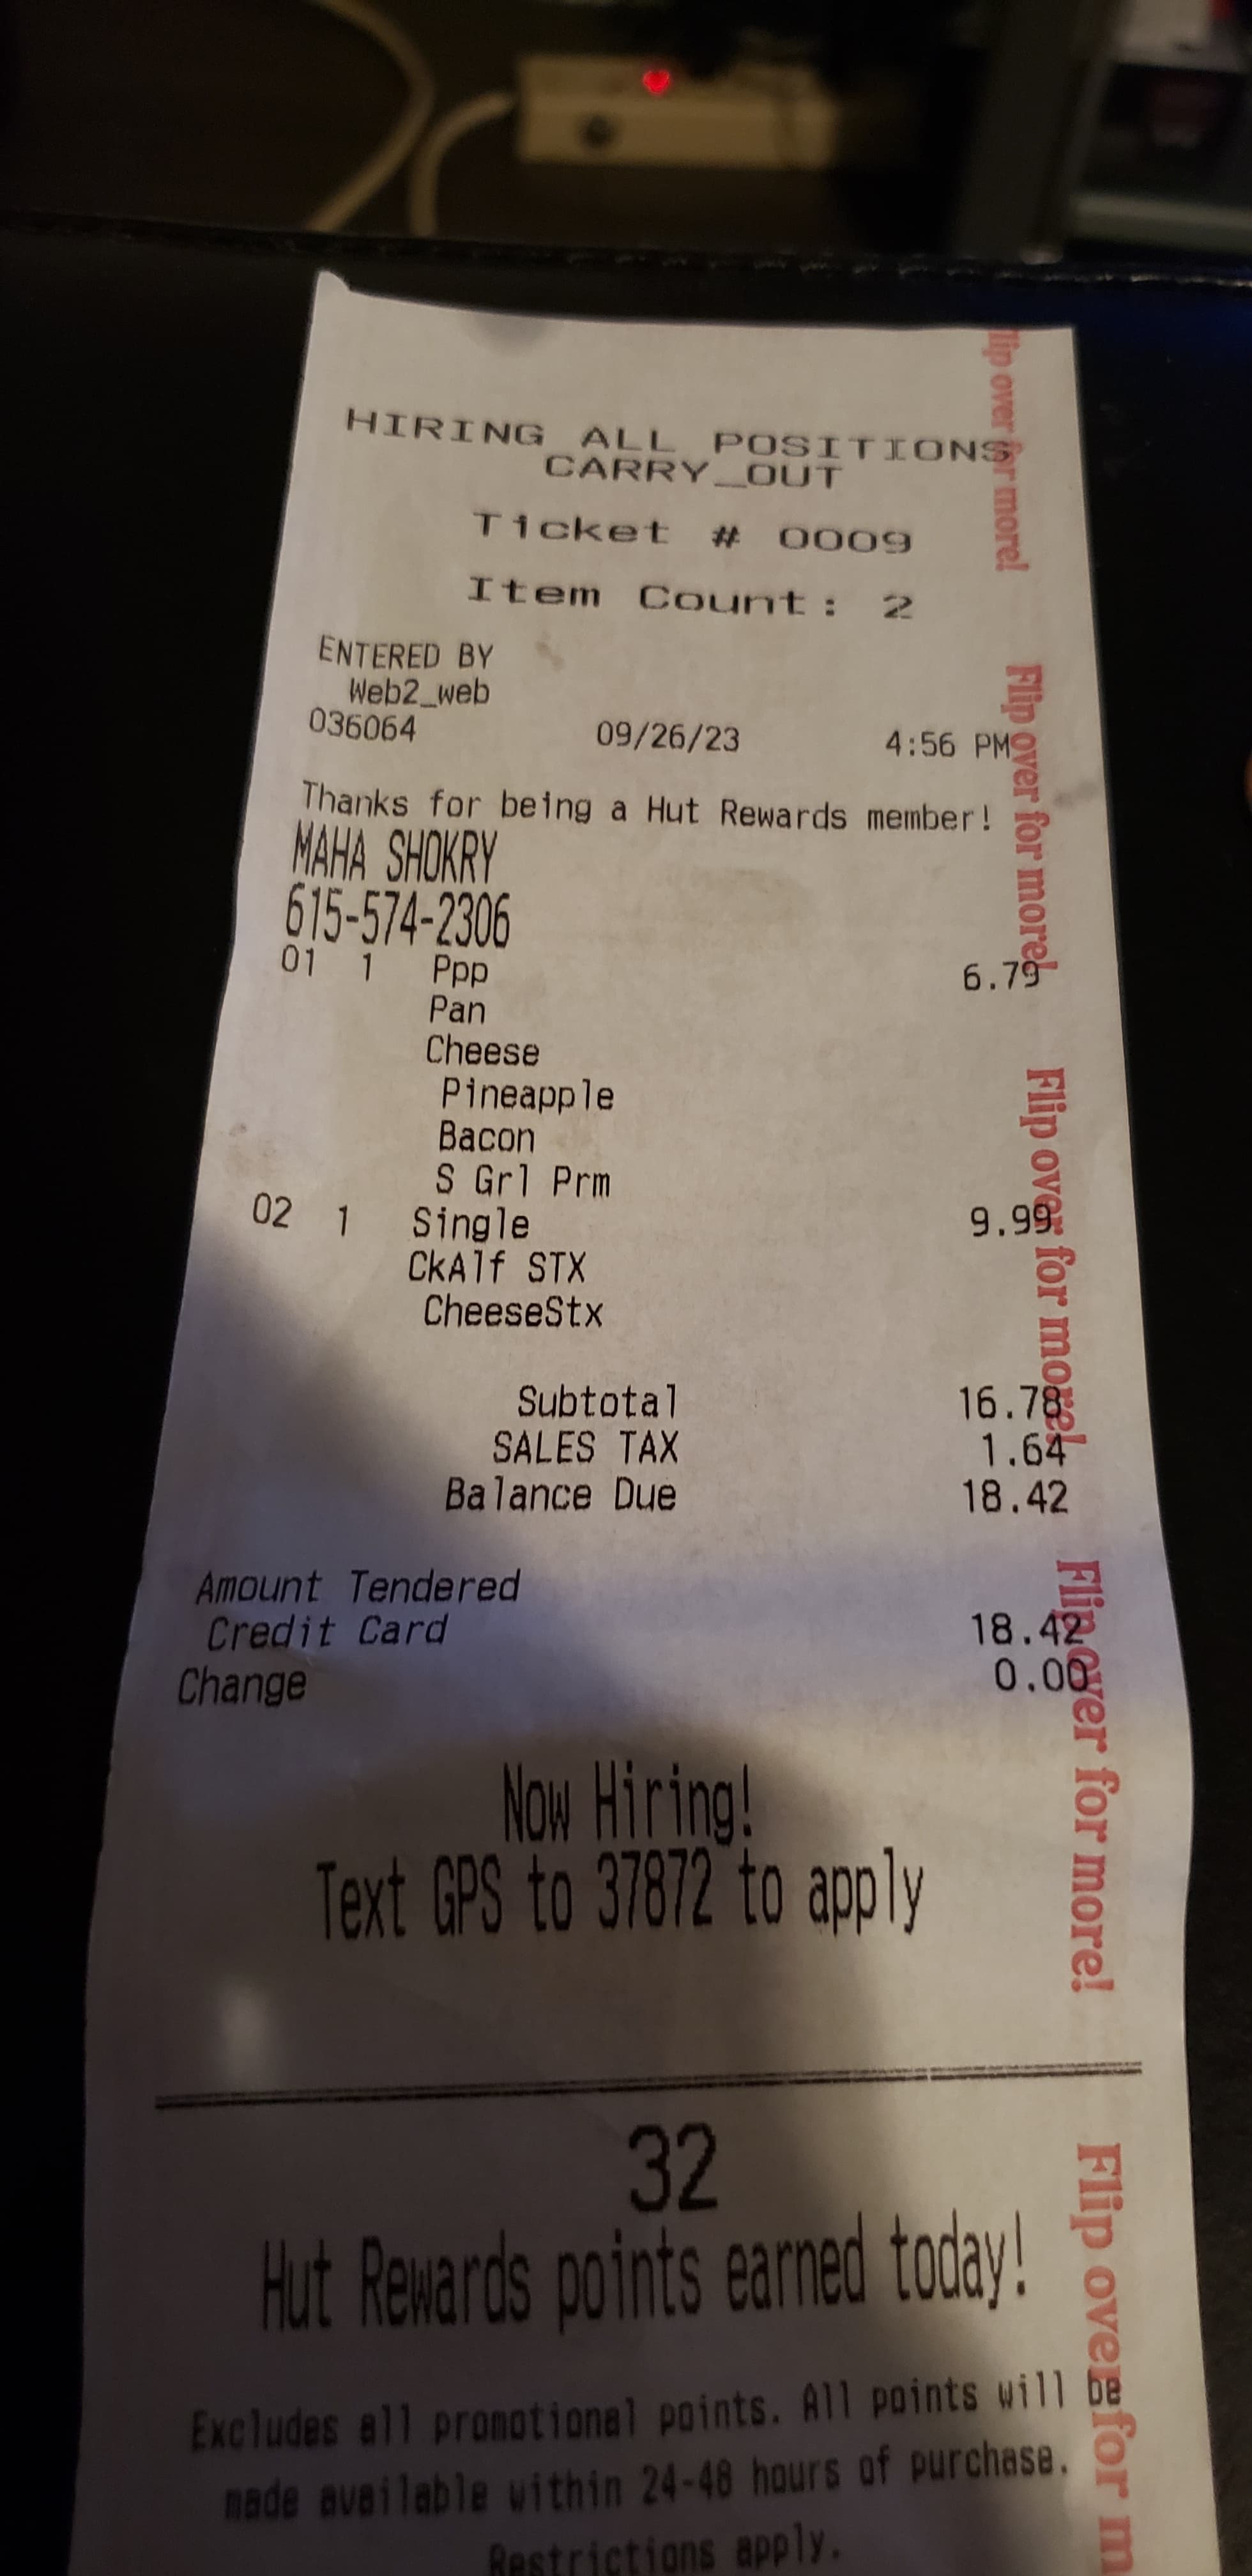 HIRING ALL POSITIONS
CARRY_OUT
Ticket # 0009
Item Count: 2
ENTERED BY
Web2_web
036064 09/26/23 4:56 PM
Thanks for being a Hut Rewards member!
MAHA SHOKRY
615-574-2306
01 1 Ppp 6.79
Pan
Cheese
Pineapple
Bacon
S Grl Prm
02 1 Single 9.99
CkAlf STX
CheeseStx
Subtotal 16.78
SALES TAX 1.64
Balance Due 18.42
Amount Tendered
Credit Card 18.42
Change 0.00
Now Hiring!
Text GPS to 37872 to apply
32
Hut Rewards points earned today!
Excludes all promotional points. All points will be
made available within 24-48 hours of purchase.
Restrictions apply.
lip over for more!
Flip over for more!
Flip over for more!
Flip over for more!
Flip over for m